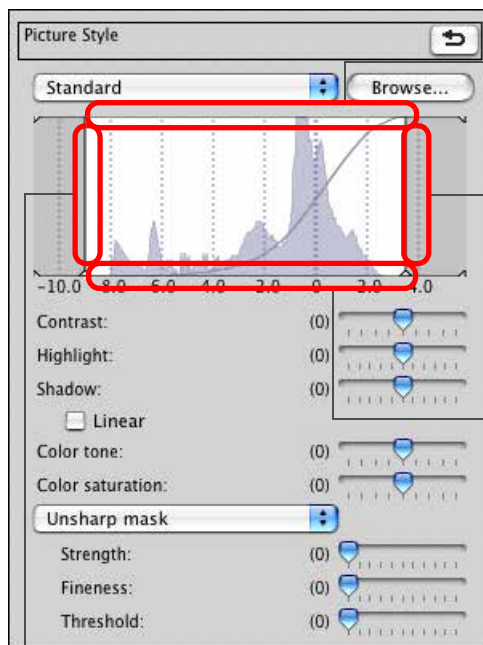 Picture Style
Standard Browse...
-10.0 -8.0 -6.0 -4.0 -2.0 0.0 2.0 4.0
Contrast: (0)
Highlight: (0)
Shadow: (0)
Linear
Color tone: (0)
Color saturation: (0)
Unsharp mask
Strength: (0)
Fineness: (0)
Threshold: (0)